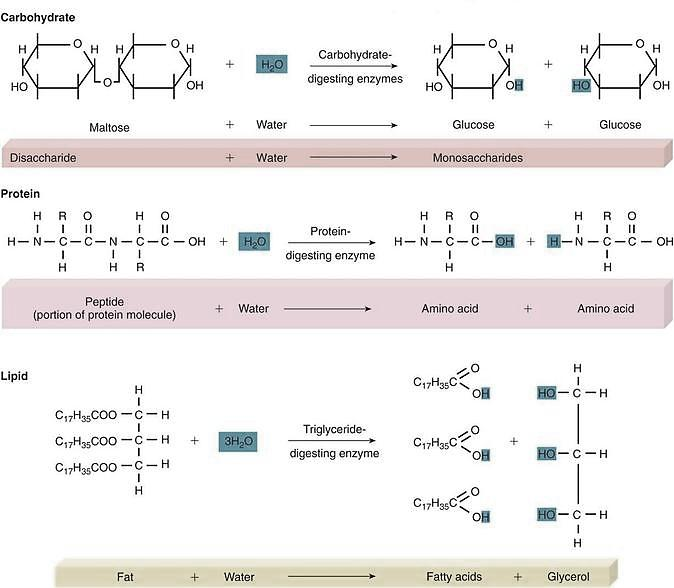 Carbohydrate
H O H H O H
HO O OH
+ H₂O
Carbohydrate-
digesting enzymes
H O H
HO OH
+
H O H
HO OH
Maltose + Water Glucose + Glucose
Disaccharide + Water Monosaccharides
Protein
H R O H O
H—N—C—C—N—C—C—OH
H H R
+ H₂O
Protein-
digesting enzyme
H R O
H—N—C—C—OH
H
+
H R O
H—N—C—C—OH
H
Peptide
(portion of protein molecule)
+ Water Amino acid + Amino acid
Lipid
H
C₁₇H₃₅COO—C—H
C₁₇H₃₅COO—C—H
C₁₇H₃₅COO—C—H
H
+ 3H₂O
Triglyceride-
digesting enzyme
C₁₇H₃₅C O
OH
C₁₇H₃₅C O
OH
C₁₇H₃₅C O
OH
+
H
HO—C—H
HO—C—H
HO—C—H
H
Fat + Water Fatty acids + Glycerol